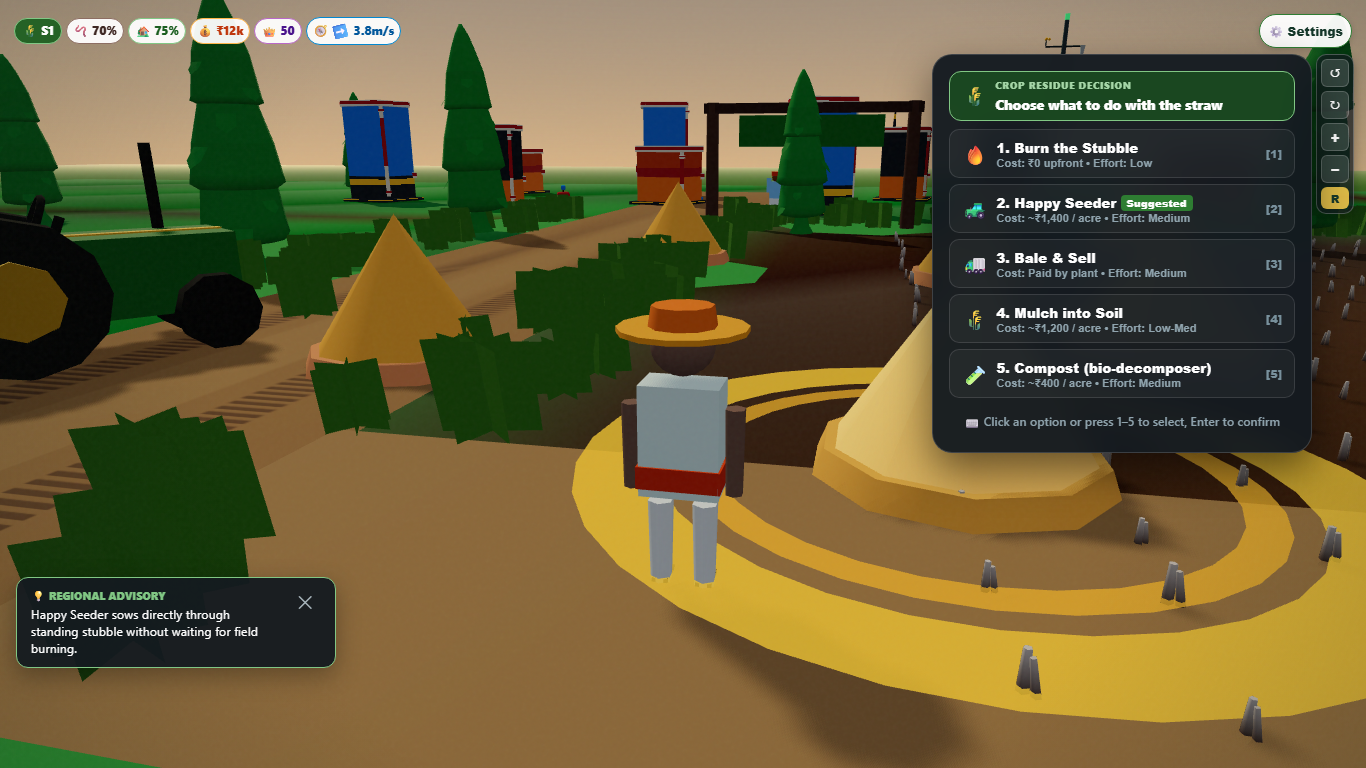 S1
70%
75%
₹12k
50
3.8m/s
Settings
CROP RESIDUE DECISION
Choose what to do with the straw
1. Burn the Stubble
Cost: ₹0 upfront • Effort: Low
[1]
2. Happy Seeder Suggested
Cost: ~₹1,400 / acre • Effort: Medium
[2]
3. Bale & Sell
Cost: Paid by plant • Effort: Medium
[3]
4. Mulch into Soil
Cost: ~₹1,200 / acre • Effort: Low-Med
[4]
5. Compost (bio-decomposer)
Cost: ~₹400 / acre • Effort: Medium
[5]
Click an option or press 1–5 to select, Enter to confirm
↺
↻
+
−
R
REGIONAL ADVISORY
Happy Seeder sows directly through
standing stubble without waiting for field
burning.